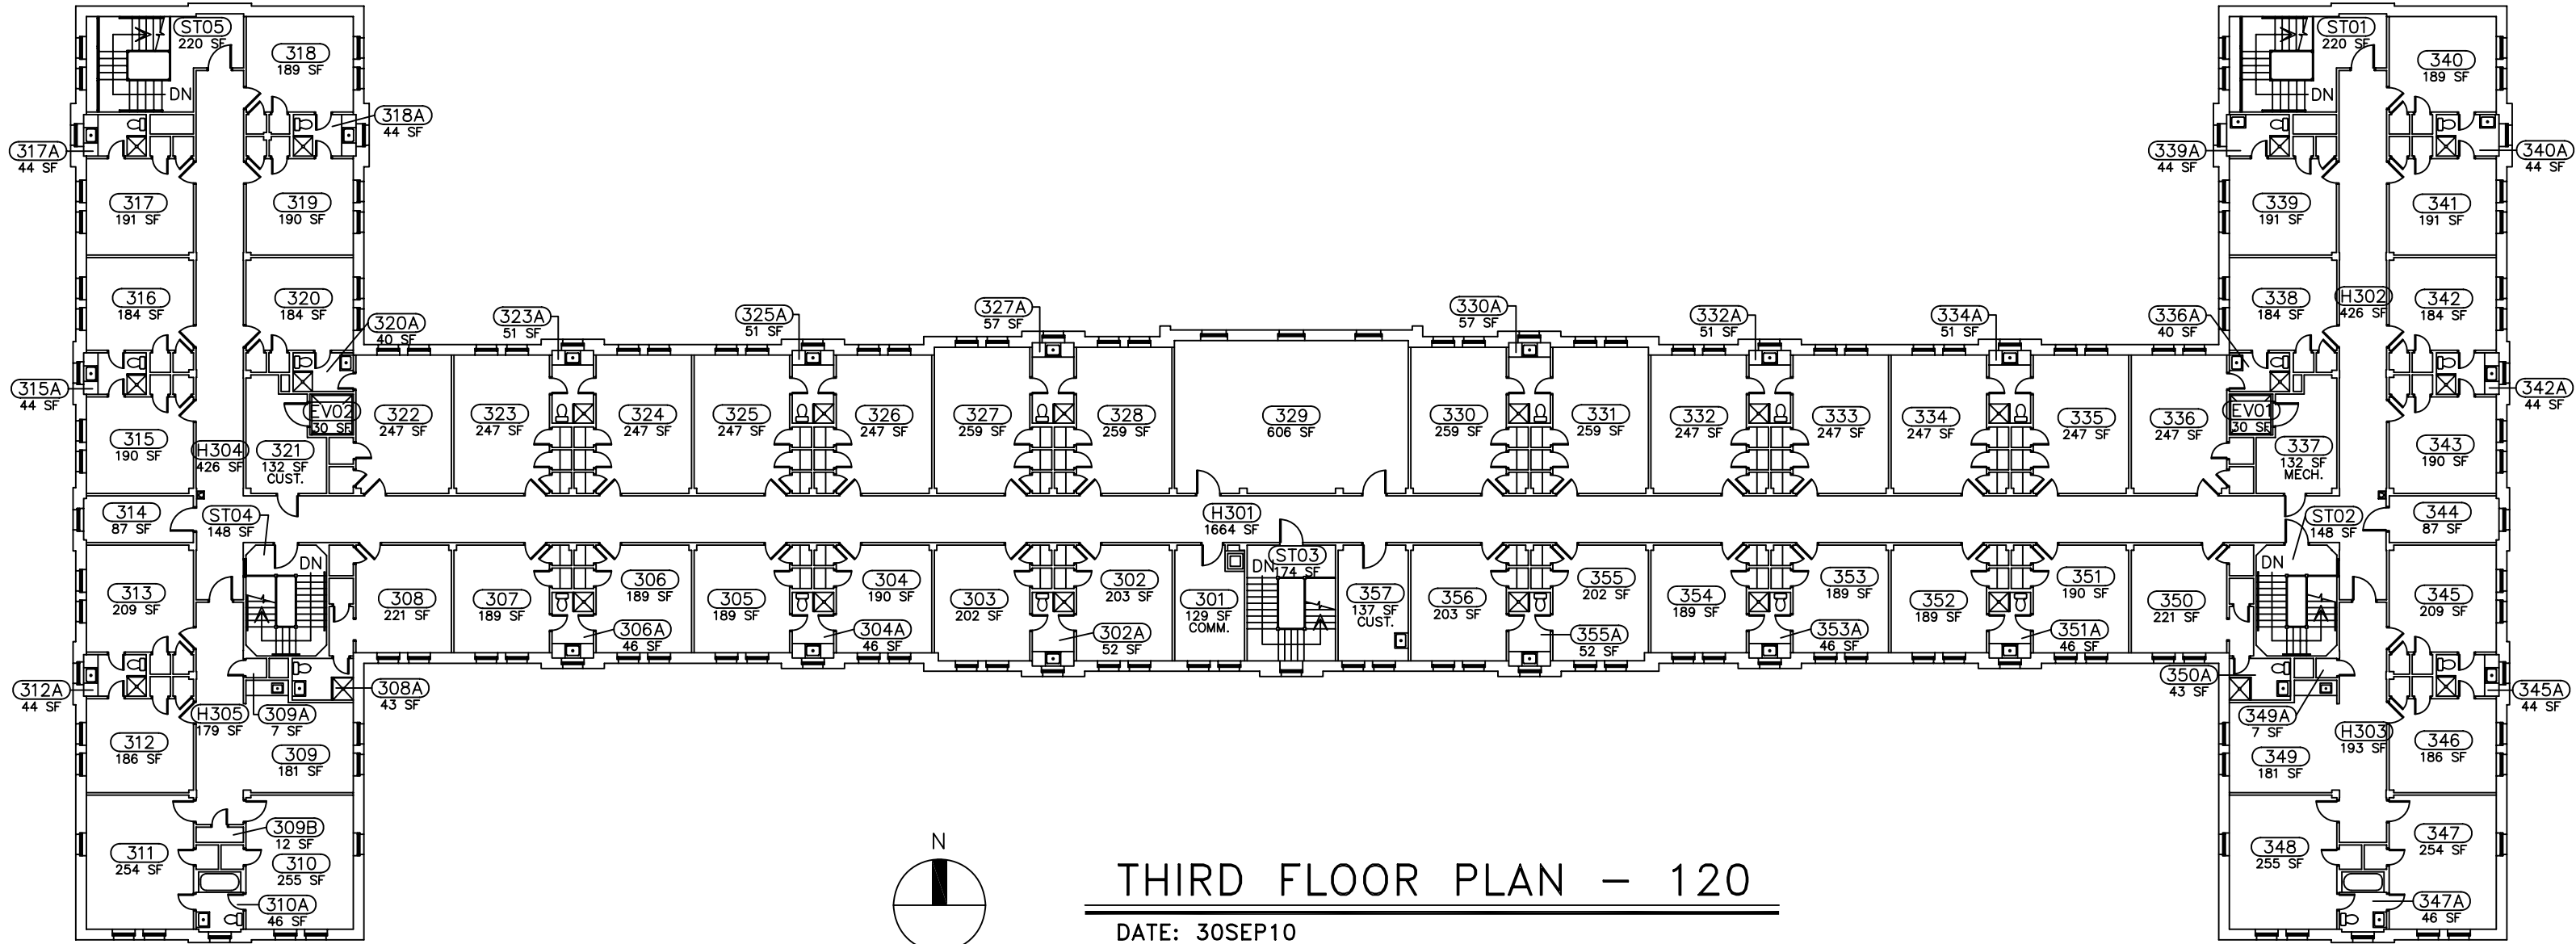 ST05
220 SF
318
189 SF
DN
318A
44 SF
317A
44 SF
317
191 SF
319
190 SF
316
184 SF
320
184 SF
320A
40 SF
315A
44 SF
315
190 SF
H304
426 SF
321
132 SF
CUST.
EV02
30 SF
314
87 SF
ST04
148 SF
DN
313
209 SF
312A
44 SF
312
186 SF
H305
179 SF
309A
7 SF
308A
43 SF
309
181 SF
311
254 SF
309B
12 SF
310
255 SF
310A
46 SF
322
247 SF
323
247 SF
323A
51 SF
324
247 SF
325
247 SF
325A
51 SF
326
247 SF
327
259 SF
327A
57 SF
328
259 SF
329
606 SF
330
259 SF
330A
57 SF
331
259 SF
332
247 SF
332A
51 SF
333
247 SF
334
247 SF
334A
51 SF
335
247 SF
336
247 SF
336A
40 SF
H301
1664 SF
308
221 SF
307
189 SF
306
189 SF
306A
46 SF
305
189 SF
304
190 SF
304A
46 SF
303
202 SF
302
203 SF
302A
52 SF
301
129 SF
COMM.
ST03
174 SF
DN
357
137 SF
CUST.
356
203 SF
355
202 SF
355A
52 SF
354
189 SF
353
189 SF
353A
46 SF
352
189 SF
351
190 SF
351A
46 SF
350
221 SF
350A
43 SF
ST01
220 SF
340
189 SF
DN
339A
44 SF
340A
44 SF
339
191 SF
341
191 SF
338
184 SF
H302
426 SF
342
184 SF
342A
44 SF
EV01
30 SF
337
132 SF
MECH.
343
190 SF
344
87 SF
ST02
148 SF
DN
345
209 SF
345A
44 SF
349A
7 SF
349
181 SF
H303
193 SF
346
186 SF
348
255 SF
347
254 SF
347A
46 SF
N
THIRD FLOOR PLAN - 120
DATE: 30SEP10